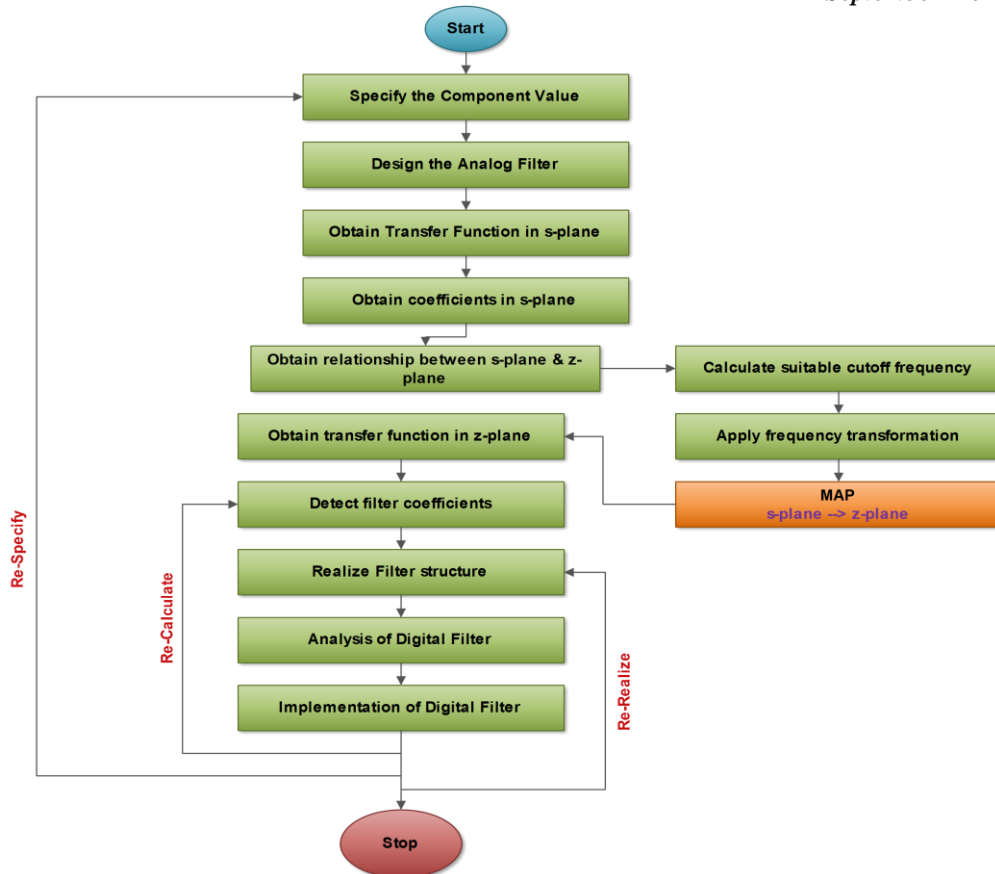 Start
Specify the Component Value
Design the Analog Filter
Obtain Transfer Function in s-plane
Obtain coefficients in s-plane
Obtain relationship between s-plane & z-
plane
Calculate suitable cutoff frequency
Apply frequency transformation
MAP
s-plane --> z-plane
Obtain transfer function in z-plane
Detect filter coefficients
Realize Filter structure
Analysis of Digital Filter
Implementation of Digital Filter
Re-Specify
Re-Calculate
Re-Realize
Stop